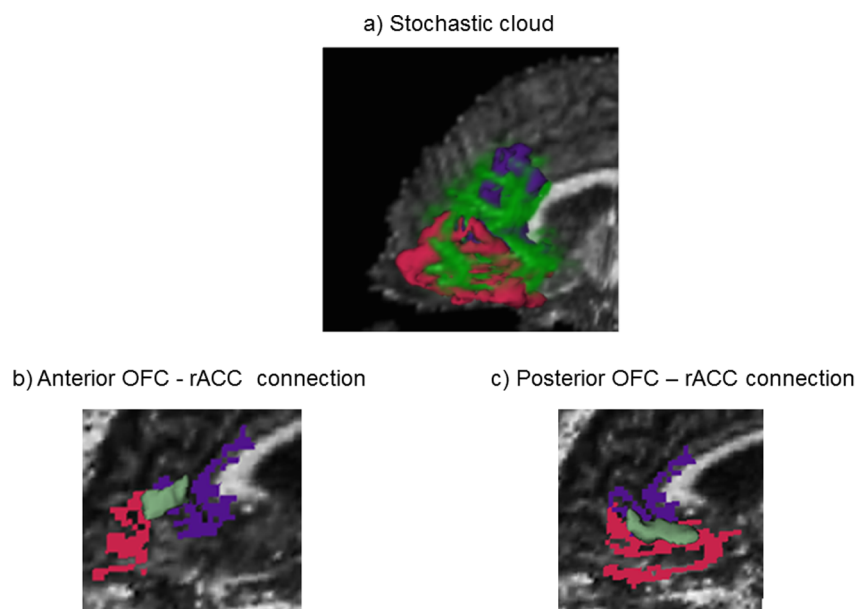 a) Stochastic cloud
b) Anterior OFC - rACC connection
c) Posterior OFC – rACC connection